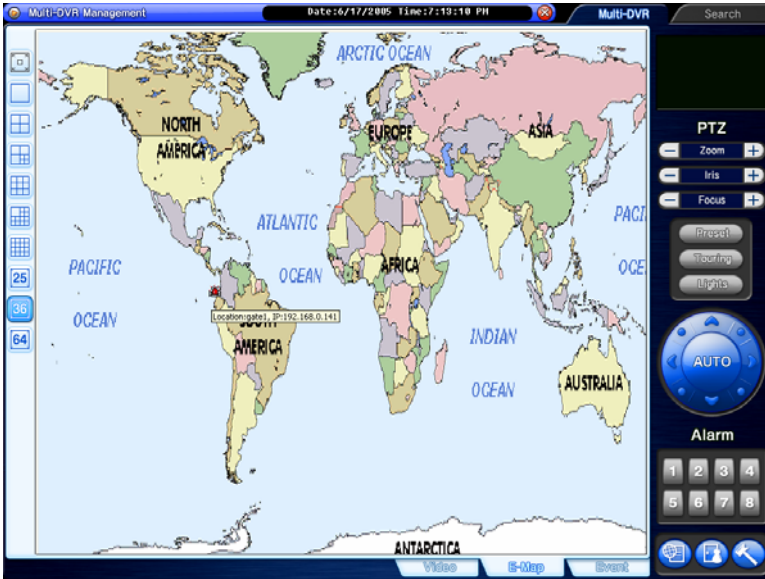 Multi-DVR Management
Date:6/17/2005 Time:7:13:10 PM
Multi-DVR
Search
ARCTIC OCEAN
NORTH
AMERICA
EUROPE
ASIA
ATLANTIC
OCEAN
PACIFIC
OCEAN
AFRICA
PACI
OCE
Location:gate1, IP:192.168.0.141
SOUTH
AMERICA
INDIAN
OCEAN
AUSTRALIA
ANTARCTICA
25
36
64
PTZ
Zoom
Iris
Focus
Preset
Touring
Lights
AUTO
Alarm
1 2 3 4
5 6 7 8
Video
E-Map
Event